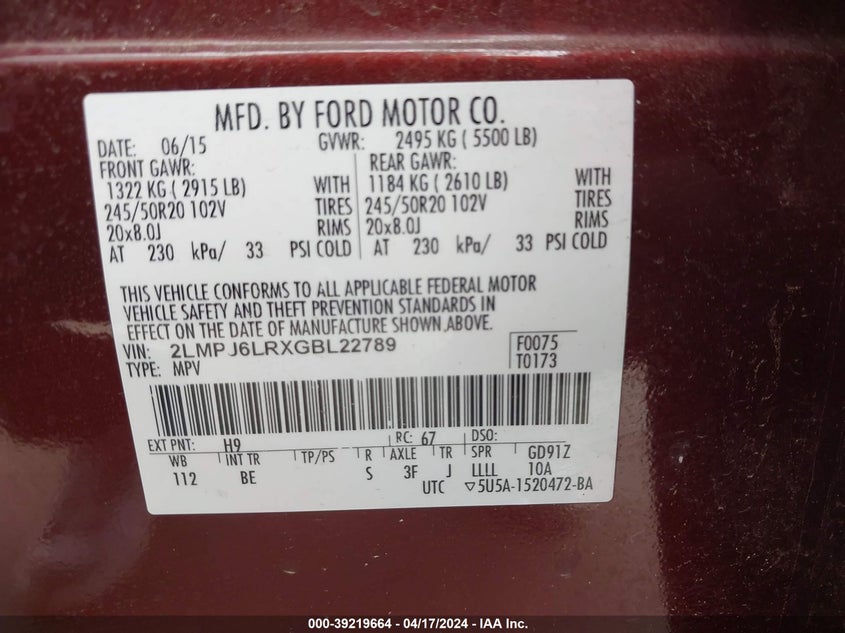 MFD. BY FORD MOTOR CO.
DATE: 06/15 GVWR: 2495 KG ( 5500 LB)
FRONT GAWR: REAR GAWR:
1322 KG ( 2915 LB) WITH 1184 KG ( 2610 LB) WITH
245/50R20 102V TIRES 245/50R20 102V TIRES
20x8.0J RIMS 20x8.0J RIMS
AT 230 kPa/ 33 PSI COLD AT 230 kPa/ 33 PSI COLD
THIS VEHICLE CONFORMS TO ALL APPLICABLE FEDERAL MOTOR
VEHICLE SAFETY AND THEFT PREVENTION STANDARDS IN
EFFECT ON THE DATE OF MANUFACTURE SHOWN ABOVE.
VIN: 2LMPJ6LRXGBL22789 F0075
TYPE: MPV T0173
EXT PNT: H9 RC: 67 DSO:
WB INT TR TP/PS R AXLE TR SPR GD91Z
112 BE S 3F J LLLL 10A
UTC ▽5U5A-1520472-BA
000-39219664 - 04/17/2024 - IAA Inc.